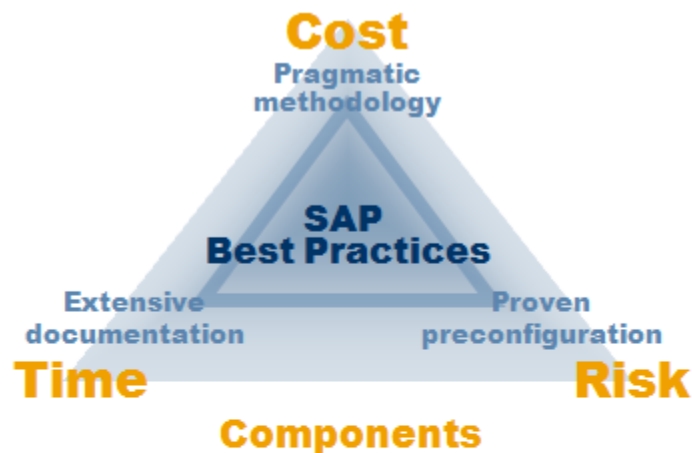 Cost
Pragmatic
methodology
SAP
Best Practices
Extensive
documentation
Proven
preconfiguration
Time
Risk
Components